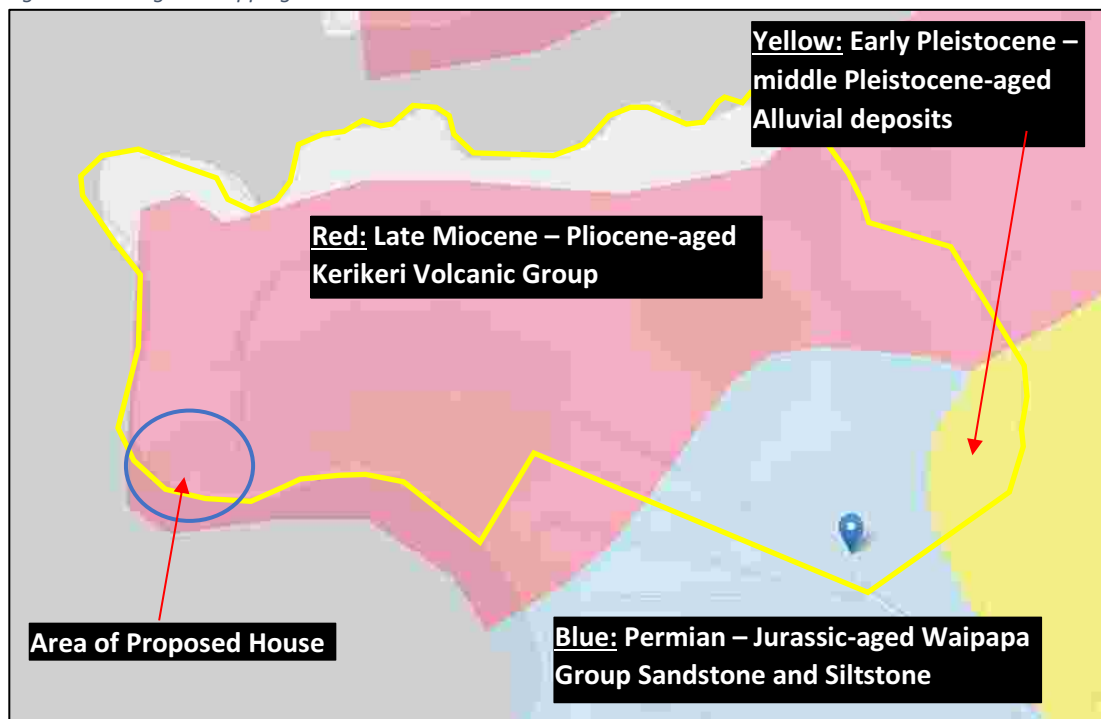 Yellow: Early Pleistocene –
middle Pleistocene-aged
Alluvial deposits
Red: Late Miocene – Pliocene-aged
Kerikeri Volcanic Group
Area of Proposed House
Blue: Permian – Jurassic-aged Waipapa
Group Sandstone and Siltstone